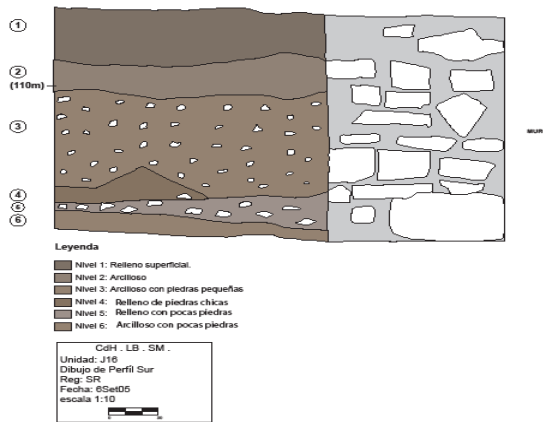 1
2
(110m)
3
MUR
4
5
6
Leyenda
Nivel 1: Relleno superficial.
Nivel 2: Arcilloso
Nivel 3: Arcilloso con piedras pequeñas
Nivel 4: Relleno de piedras chicas
Nivel 5: Relleno con pocas piedras
Nivel 6: Arcilloso con pocas piedras
CdH . LB . SM .
Unidad: J16
Dibujo de Perfil Sur
Reg: SR
Fecha: 6Set05
escala 1:10